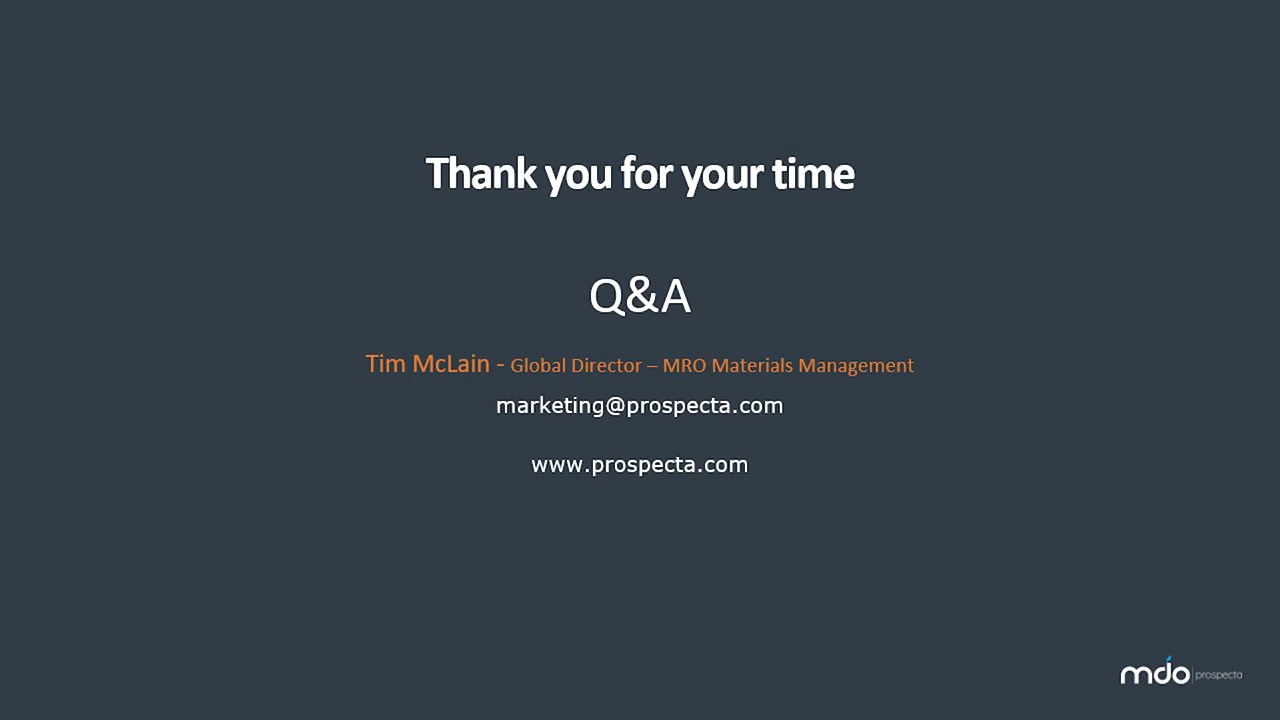 Thank you for your time
Q&A
Tim McLain - Global Director – MRO Materials Management
marketing@prospecta.com
www.prospecta.com
mdo prospecta